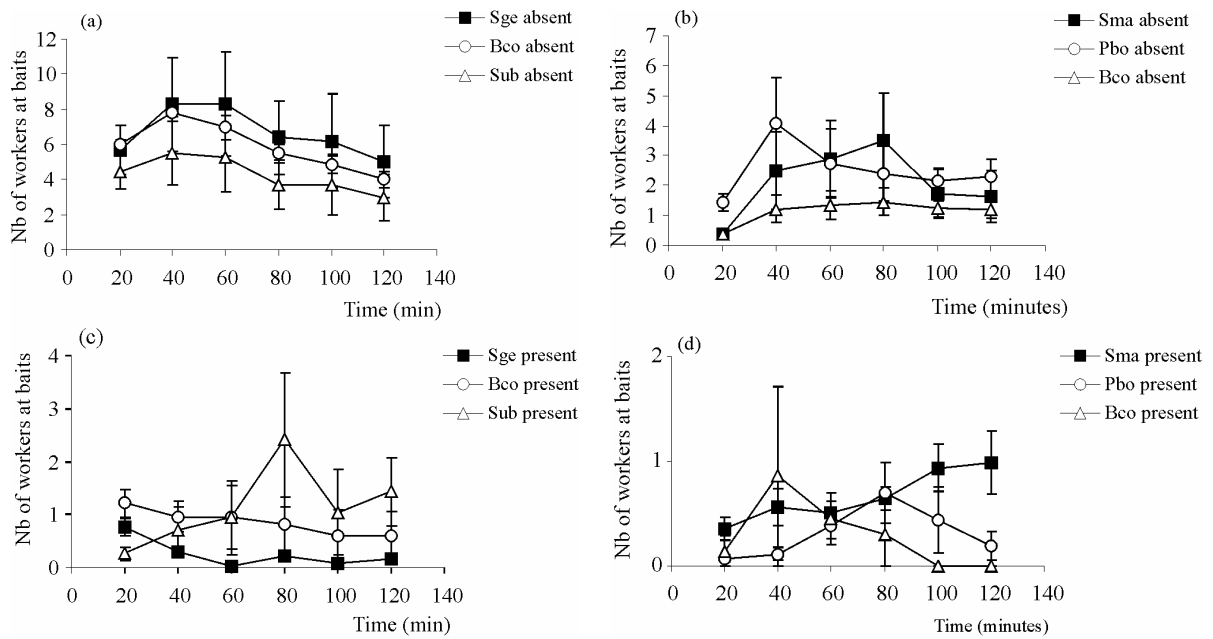 (a)
Sge absent
Bco absent
Sub absent
Nb of workers at baits
12
10
8
6
4
2
0
0 20 40 60 80 100 120 140
Time (min)
(b)
Sma absent
Pbo absent
Bco absent
Nb of workers at baits
7
6
5
4
3
2
1
0
0 20 40 60 80 100 120 140
Time (minutes)
(c)
Sge present
Bco present
Sub present
Nb of workers at baits
4
3
2
1
0
0 20 40 60 80 100 120 140
Time (min)
(d)
Sma present
Pbo present
Bco present
Nb of workers at baits
2
1
0
0 20 40 60 80 100 120 140
Time (minutes)